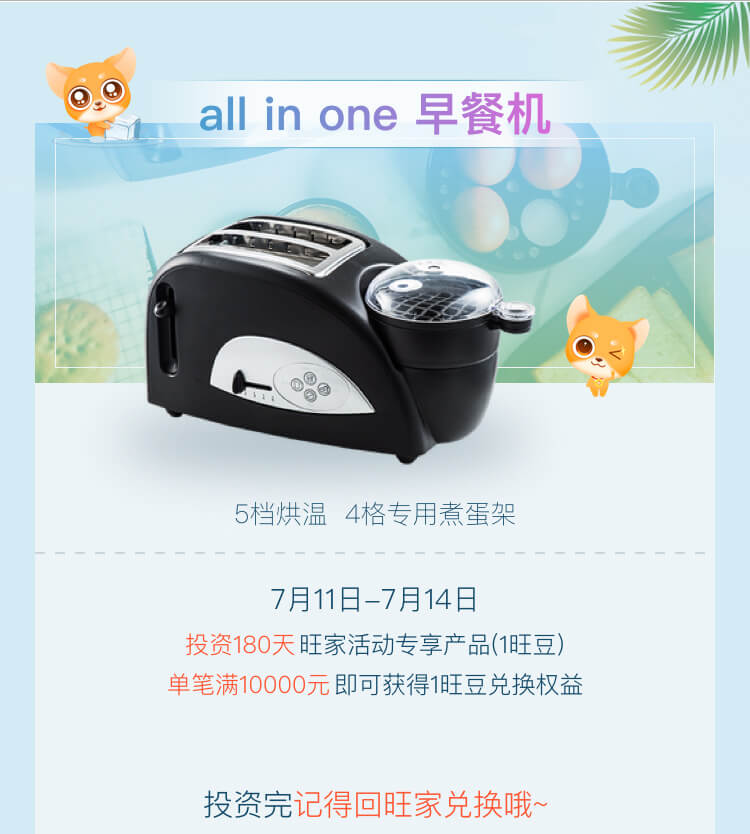 all in one 早餐机
5档烘温 4格专用煮蛋架
7月11日-7月14日
投资180天 旺家活动专享产品(1旺豆)
单笔满10000元 即可获得1旺豆兑换权益
投资完记得回旺家兑换哦~